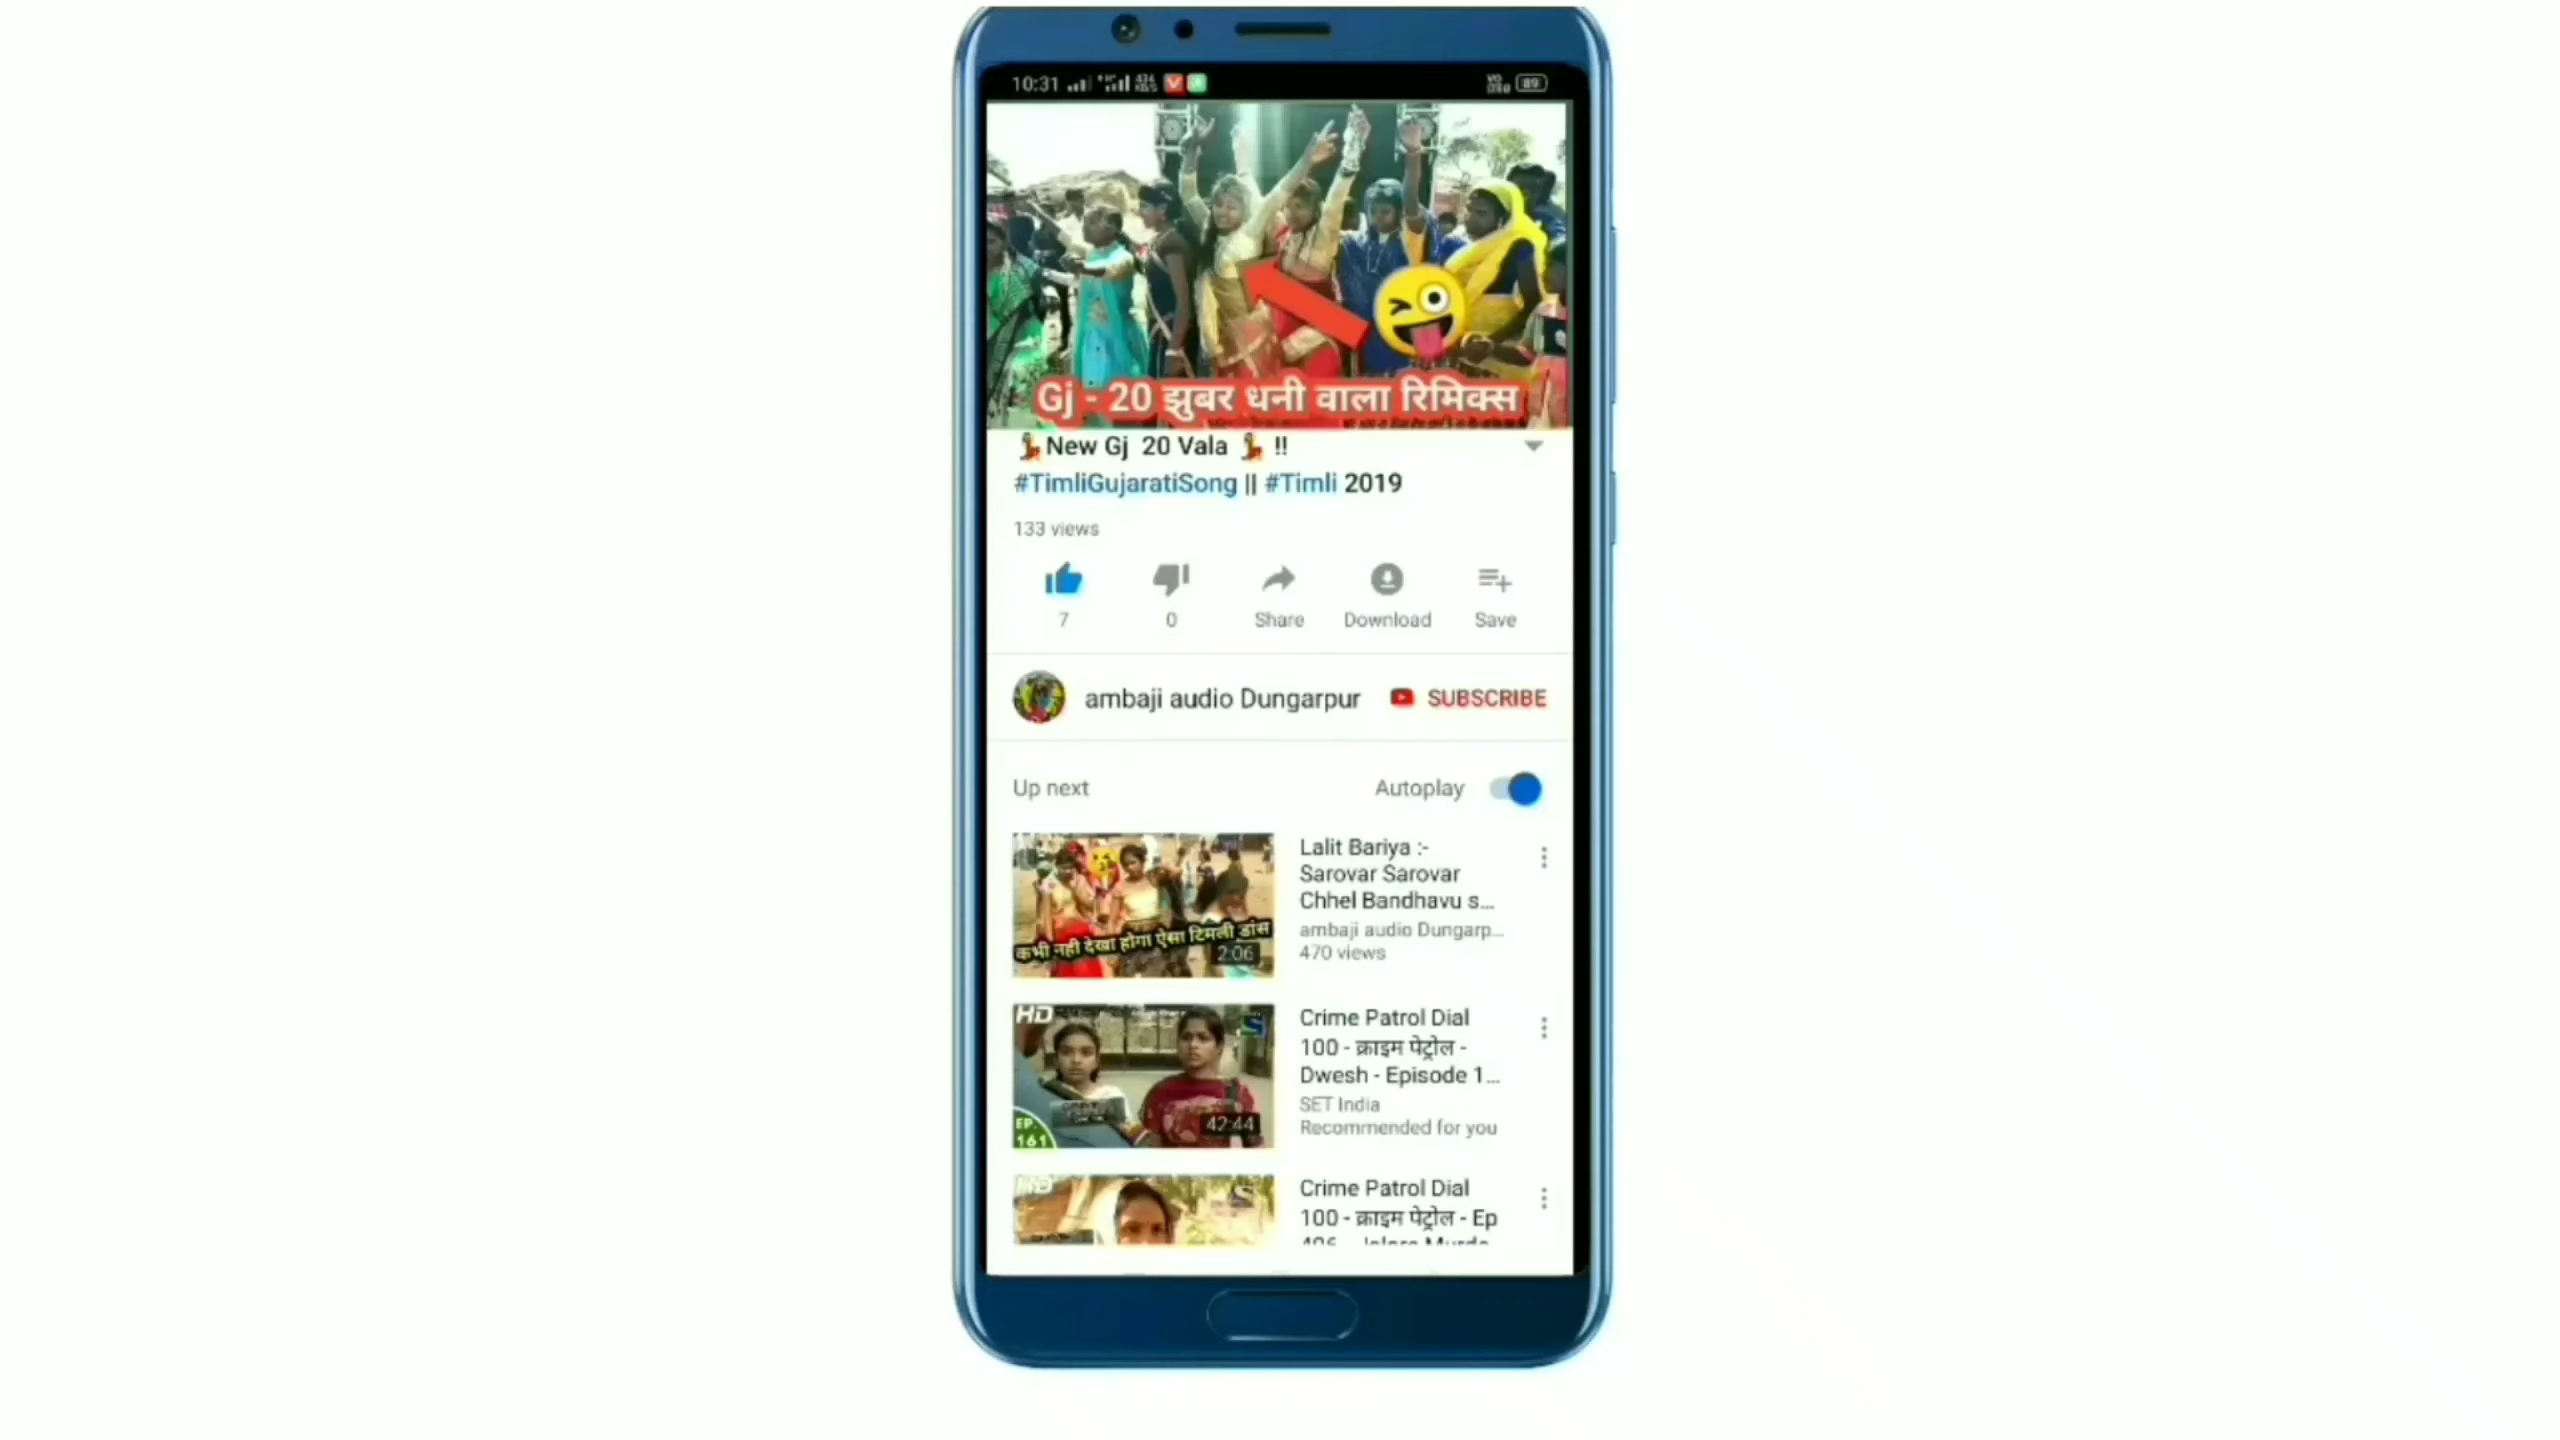 10:31
89
Gj - 20 झुबर धनी वाला रिमिक्स
New Gj 20 Vala !!
#TimliGujaratiSong || #Timli 2019
133 views
7
0
Share
Download
Save
ambaji audio Dungarpur
SUBSCRIBE
Up next
Autoplay
कभी नही देखा होगा ऐसा टिमली डांस
2:06
Lalit Bariya :-
Sarovar Sarovar
Chhel Bandhavu s...
ambaji audio Dungarp...
470 views
HD
EP.
161
42:44
Crime Patrol Dial
100 - क्राइम पेट्रोल -
Dwesh - Episode 1...
SET India
Recommended for you
HD
Crime Patrol Dial
100 - क्राइम पेट्रोल - Ep